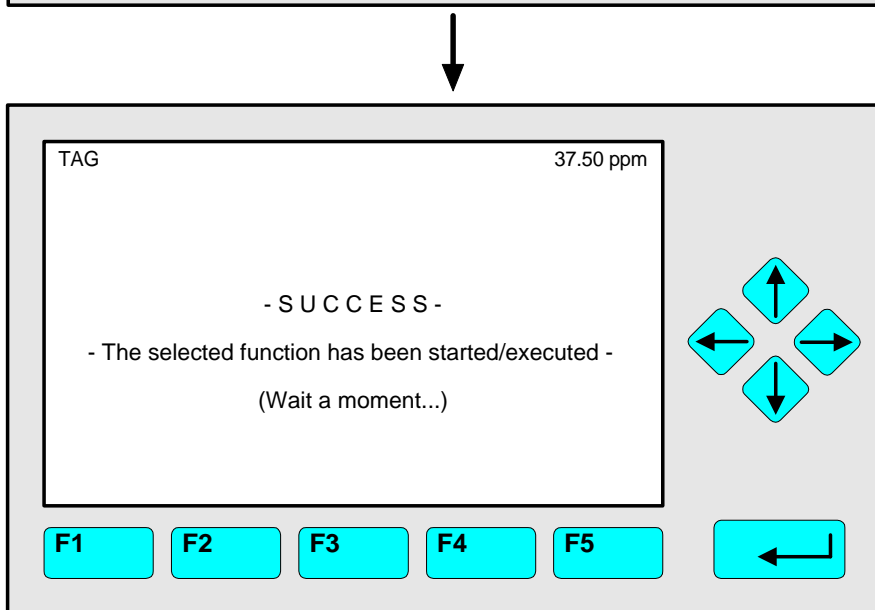 TAG 37.50 ppm
- S U C C E S S -
- The selected function has been started/executed -
(Wait a moment...)
F1 F2 F3 F4 F5